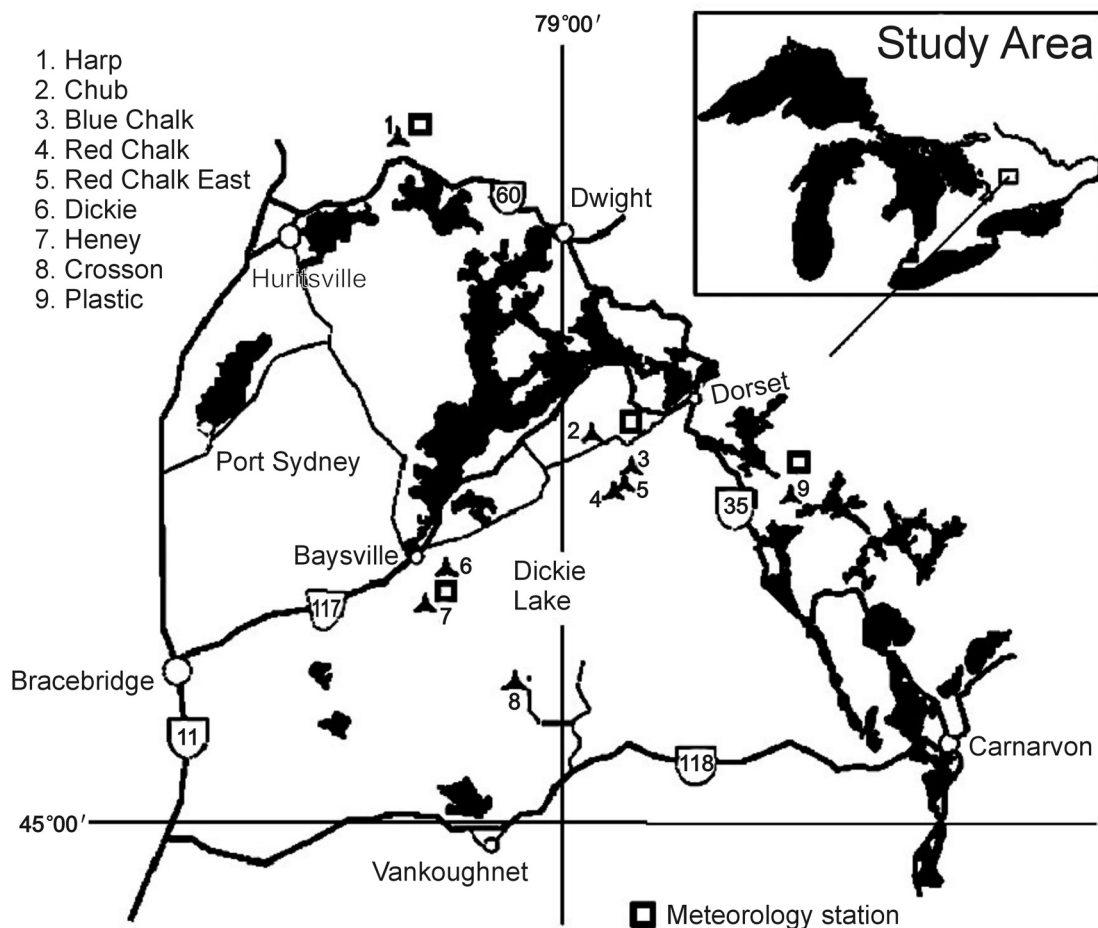 79°00′
Study Area
1. Harp
2. Chub
3. Blue Chalk
4. Red Chalk
5. Red Chalk East
6. Dickie
7. Heney
8. Crosson
9. Plastic
1
60
Dwight
Huritsville
Dorset
2
Port Sydney
3
4
5
9
35
Baysville
6
Dickie
Lake
117
7
Bracebridge
8
11
118
Carnarvon
45°00′
Vankoughnet
Meteorology station